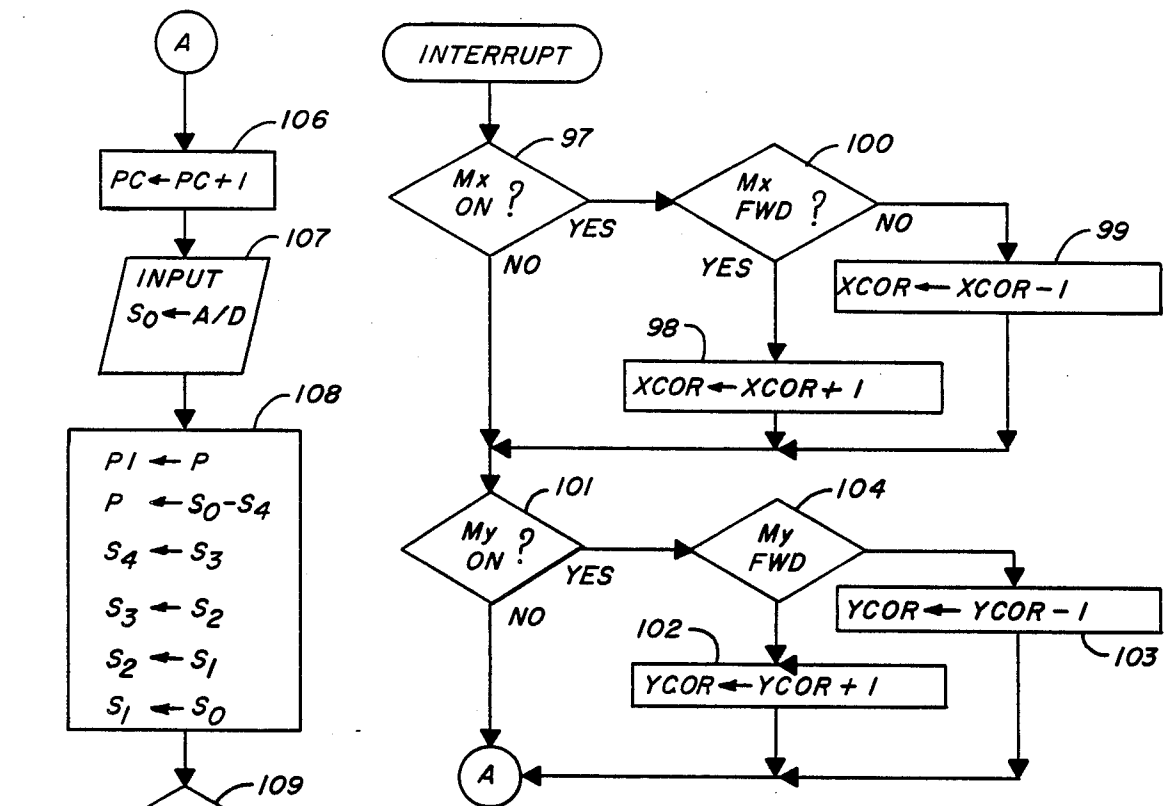 A
106
PC←PC+1
107
INPUT
S₀←A/D
108
P1 ← P
P ← S₀-S₄
S₄ ← S₃
S₃ ← S₂
S₂ ← S₁
S₁ ← S₀
109
INTERRUPT
97
Mx
ON ?
YES
NO
100
Mx
FWD ?
NO
YES
99
XCOR←XCOR-1
98
XCOR←XCOR+1
101
My
ON ?
YES
NO
104
My
FWD
YCOR←YCOR-1
103
102
YCOR←YCOR+1
A